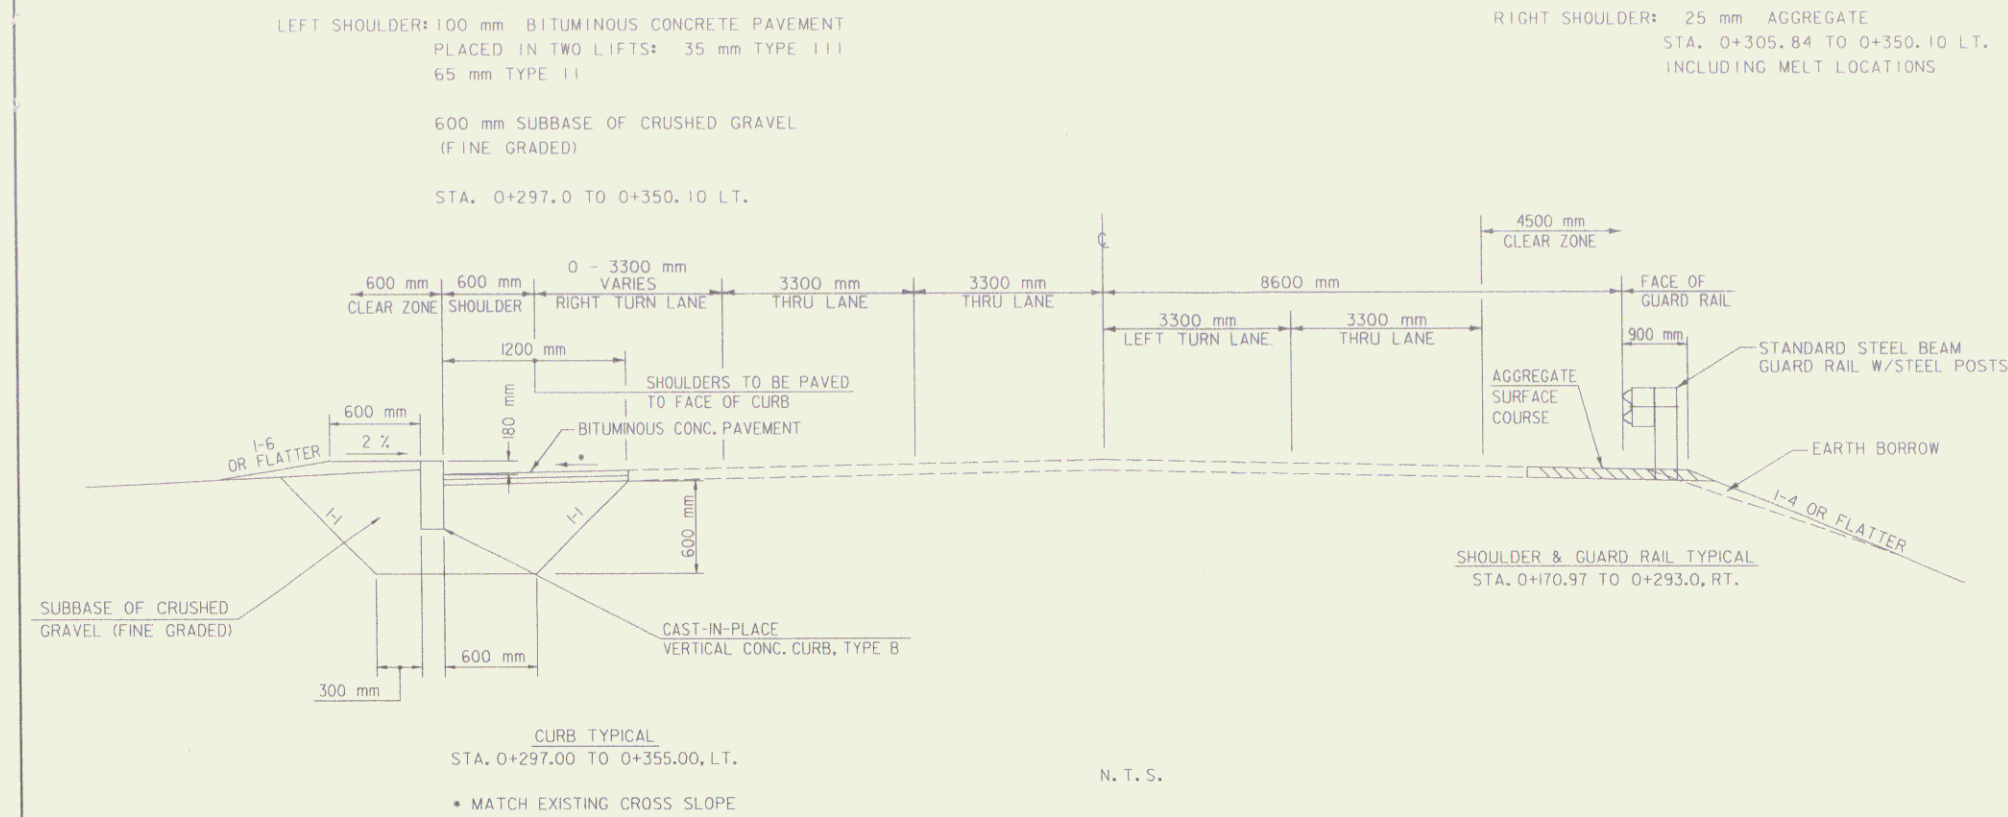 LEFT SHOULDER: 100 mm BITUMINOUS CONCRETE PAVEMENT
PLACED IN TWO LIFTS: 35 mm TYPE III
65 mm TYPE II
600 mm SUBBASE OF CRUSHED GRAVEL
(FINE GRADED)
STA. 0+297.0 TO 0+350.10 LT.
RIGHT SHOULDER: 25 mm AGGREGATE
STA. 0+305.84 TO 0+350.10 LT.
INCLUDING MELT LOCATIONS
4500 mm
CLEAR ZONE
℄
600 mm
CLEAR ZONE
600 mm
SHOULDER
0 - 3300 mm
VARIES
RIGHT TURN LANE
3300 mm
THRU LANE
3300 mm
THRU LANE
8600 mm
FACE OF
GUARD RAIL
3300 mm
LEFT TURN LANE
3300 mm
THRU LANE
900 mm
1200 mm
SHOULDERS TO BE PAVED
TO FACE OF CURB
180 mm
BITUMINOUS CONC. PAVEMENT
*
600 mm
2 %
1-6
OR FLATTER
AGGREGATE
SURFACE
COURSE
STANDARD STEEL BEAM
GUARD RAIL W/STEEL POSTS
EARTH BORROW
1-4 OR FLATTER
1-1
1-1
600 mm
SHOULDER & GUARD RAIL TYPICAL
STA. 0+170.97 TO 0+293.0, RT.
SUBBASE OF CRUSHED
GRAVEL (FINE GRADED)
CAST-IN-PLACE
VERTICAL CONC. CURB, TYPE B
600 mm
300 mm
CURB TYPICAL
STA. 0+297.00 TO 0+355.00, LT.
* MATCH EXISTING CROSS SLOPE
N. T. S.